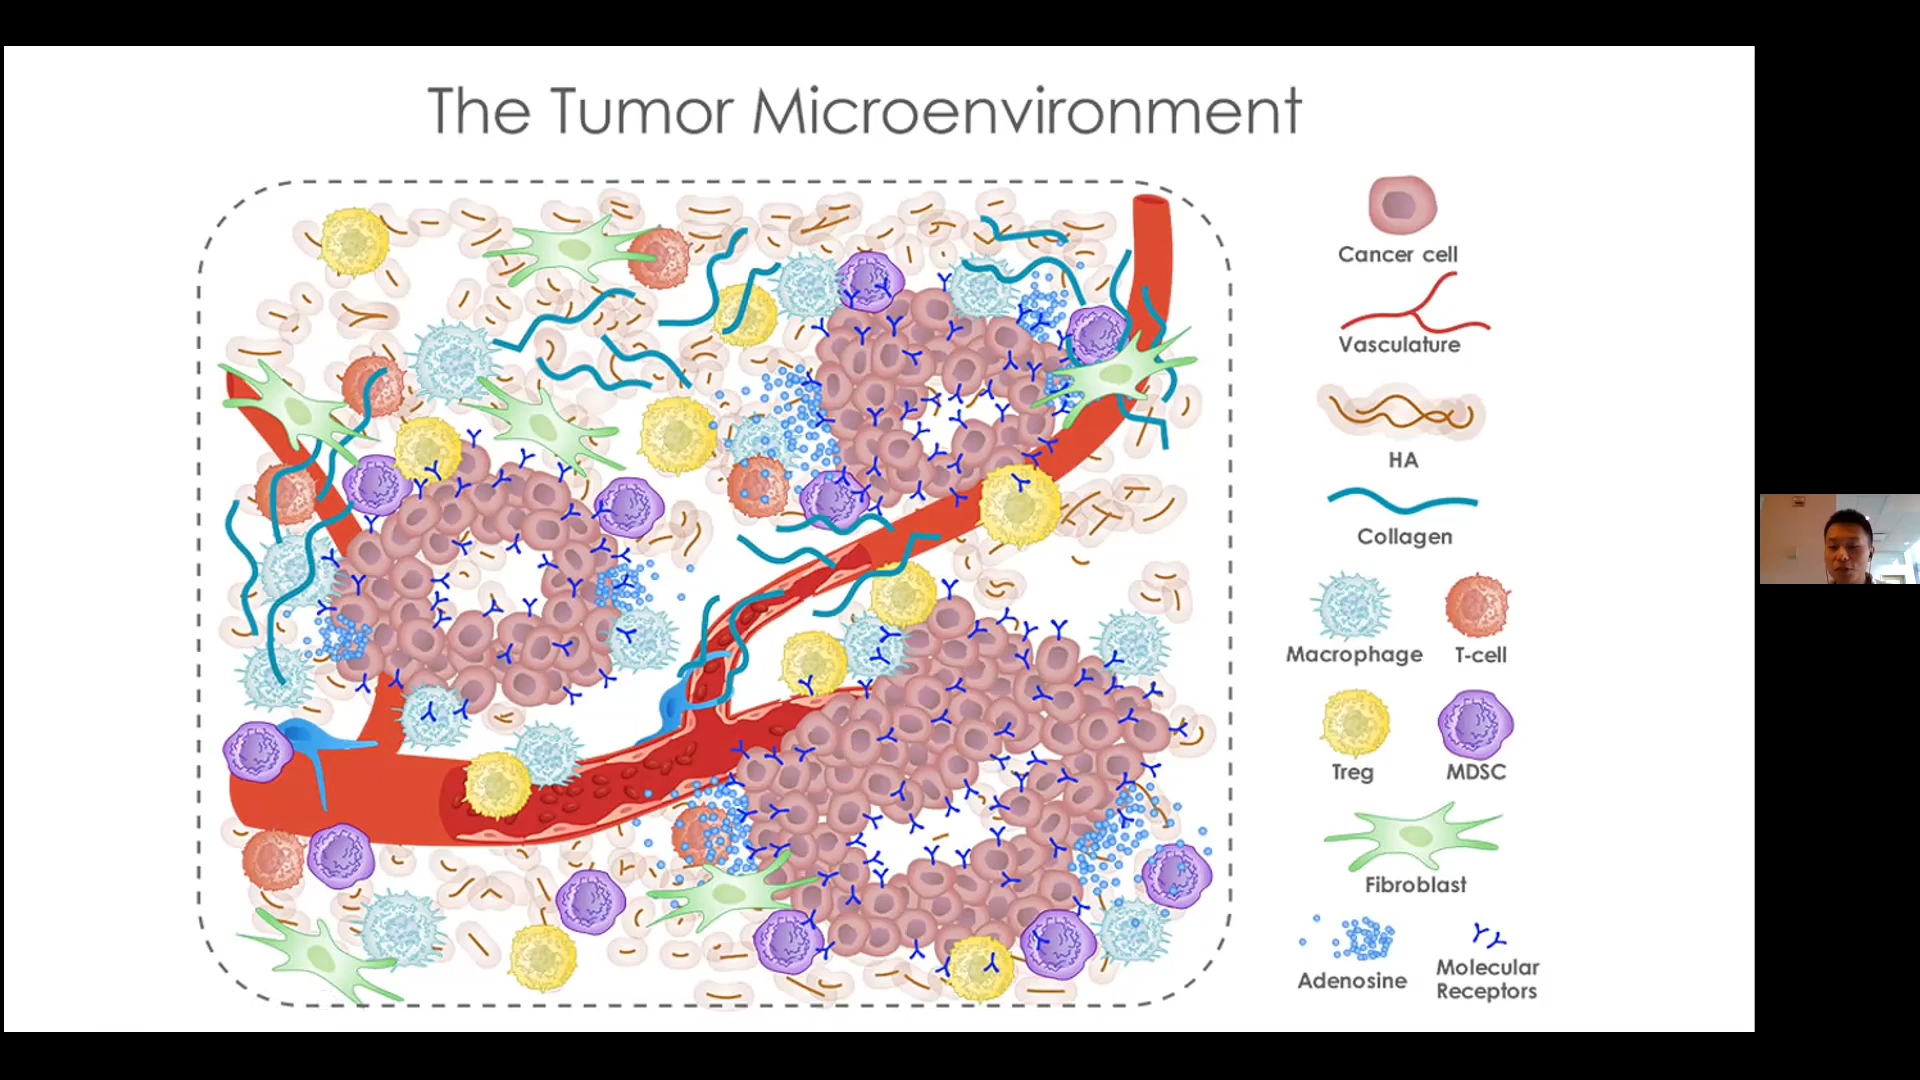 The Tumor Microenvironment
Cancer cell
Vasculature
HA
Collagen
Macrophage
T-cell
Treg
MDSC
Fibroblast
Adenosine
Molecular
Receptors